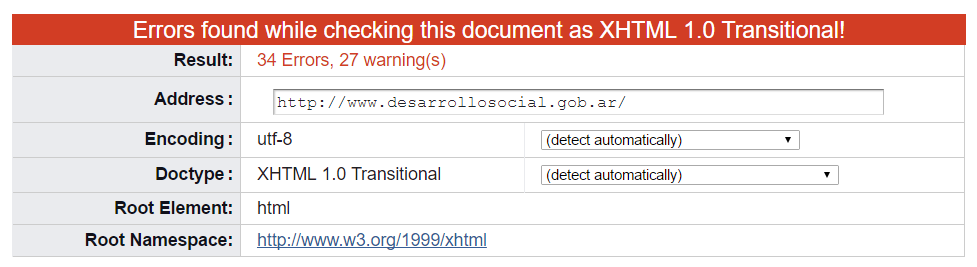 Errors found while checking this document as XHTML 1.0 Transitional!
Result: 34 Errors, 27 warning(s)
Address : http://www.desarrollosocial.gob.ar/
Encoding : utf-8 (detect automatically)
Doctype : XHTML 1.0 Transitional (detect automatically)
Root Element: html
Root Namespace: http://www.w3.org/1999/xhtml